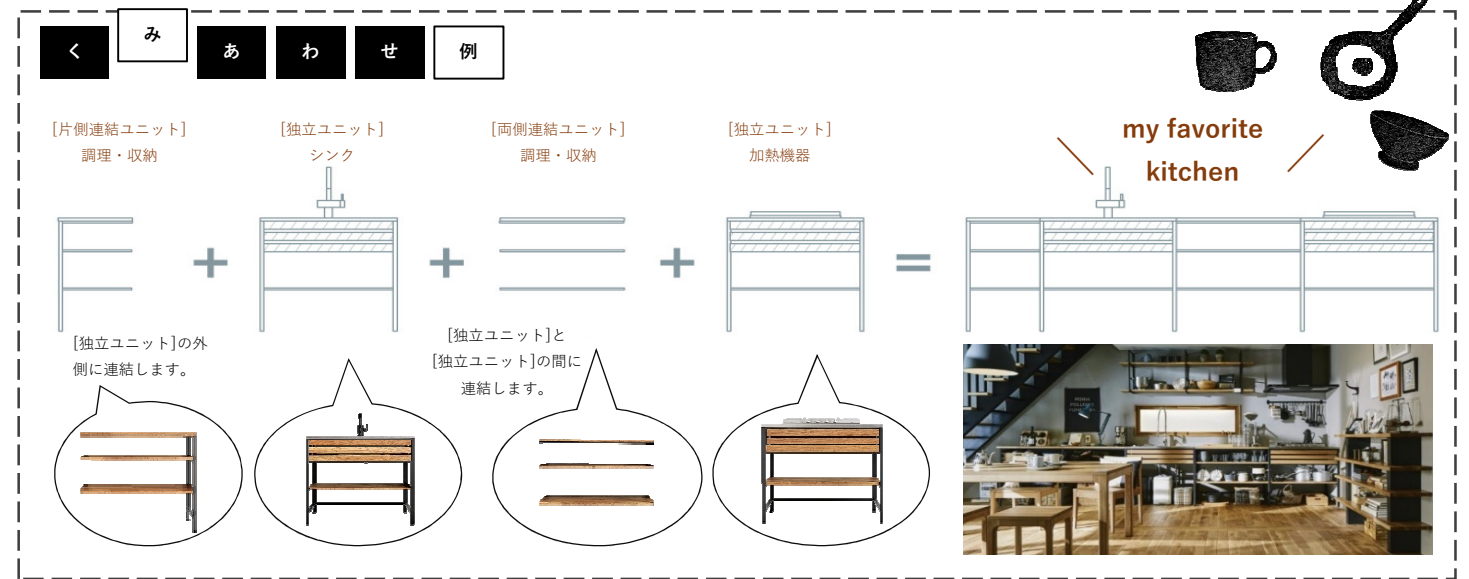 くみあわせ例
[片側連結ユニット]
調理・収納
[独立ユニット]
シンク
[両側連結ユニット]
調理・収納
[独立ユニット]
加熱機器
my favorite
kitchen
+
+
+
=
[独立ユニット]の外
側に連結します。
[独立ユニット]と
[独立ユニット]の間に
連結します。